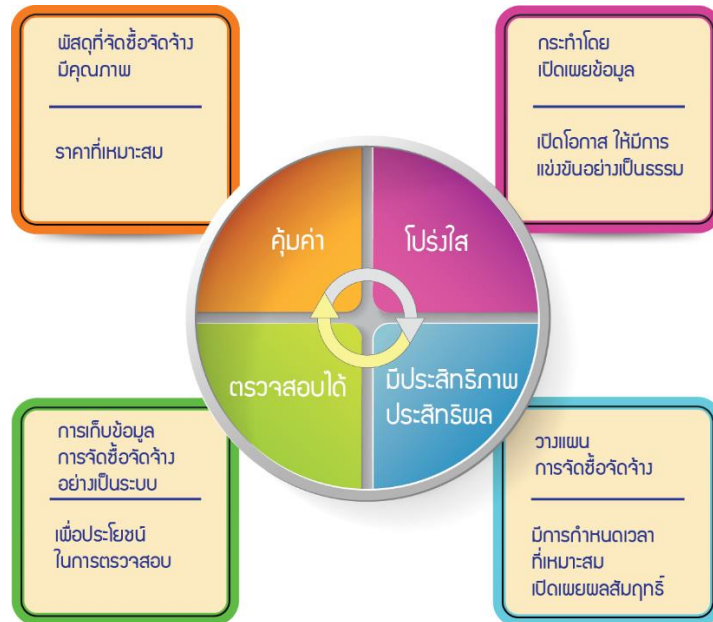 พัสดุที่จัดซื้อจัดจ้าง
มีคุณภาพ
ราคาที่เหมาะสม
กระทำโดย
เปิดเผยข้อมูล
เปิดโอกาส ให้มีการ
แข่งขันอย่างเป็นธรรม
คุ้มค่า
โปร่งใส
ตรวจสอบได้
มีประสิทธิภาพ
ประสิทธิผล
การเก็บข้อมูล
การจัดซื้อจัดจ้าง
อย่างเป็นระบบ
เพื่อประโยชน์
ในการตรวจสอบ
วางแผน
การจัดซื้อจัดจ้าง
มีการกำหนดเวลา
ที่เหมาะสม
เปิดเผยผลสัมฤทธิ์